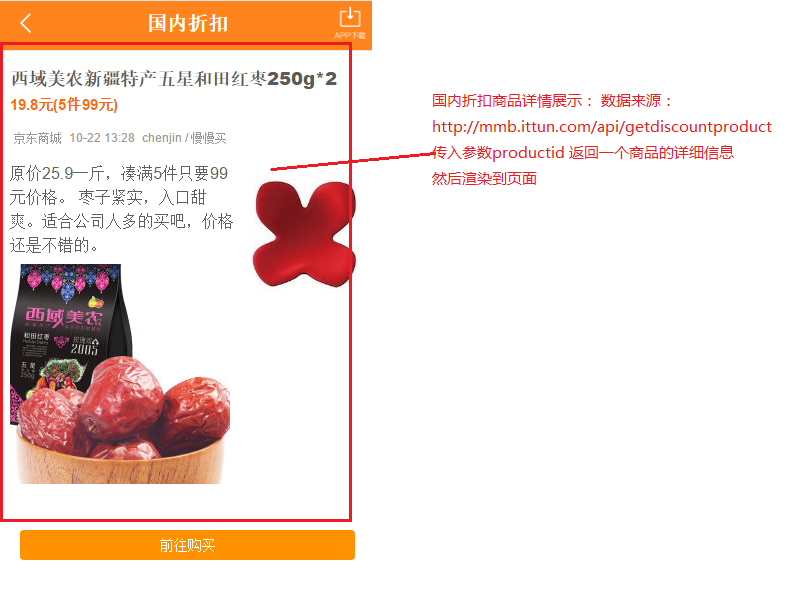 国内折扣
APP下载
西域美农新疆特产五星和田红枣250g*2
19.8元(5件99元)
京东商城 10-22 13:28 chenjin / 慢慢买
原价25.9一斤，凑满5件只要99
元价格。 枣子紧实，入口甜
爽。适合公司人多的买吧，价格
还是不错的。
西域美农
和田红枣
2005
五星
250g
前往购买
国内折扣商品详情展示： 数据来源：
http://mmb.ittun.com/api/getdiscountproduct
传入参数productid 返回一个商品的详细信息
然后渲染到页面